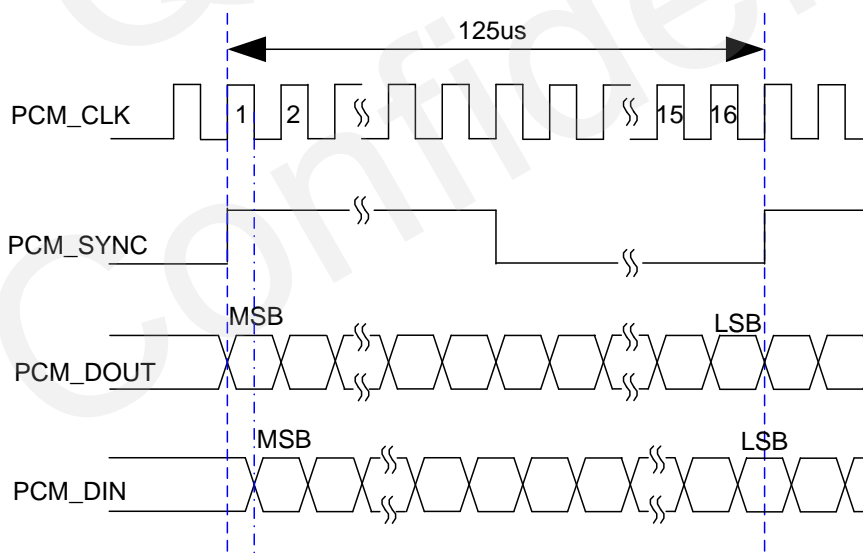 125us
PCM_CLK
1
2
15
16
PCM_SYNC
MSB
LSB
PCM_DOUT
MSB
LSB
PCM_DIN